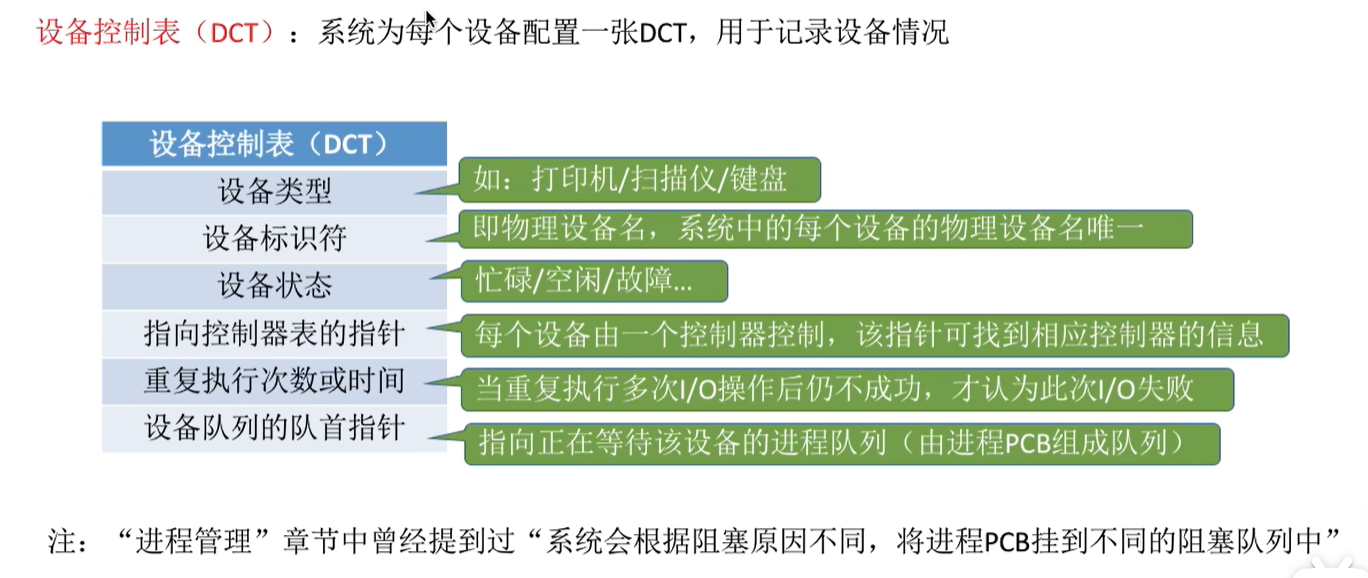 设备控制表（DCT）：系统为每个设备配置一张DCT，用于记录设备情况
设备控制表（DCT）
设备类型
如：打印机/扫描仪/键盘
设备标识符
即物理设备名，系统中的每个设备的物理设备名唯一
设备状态
忙碌/空闲/故障...
指向控制器表的指针
每个设备由一个控制器控制，该指针可找到相应控制器的信息
重复执行次数或时间
当重复执行多次I/O操作后仍不成功，才认为此次I/O失败
设备队列的队首指针
指向正在等待该设备的进程队列（由进程PCB组成队列）
注：“进程管理”章节中曾经提到过“系统会根据阻塞原因不同，将进程PCB挂到不同的阻塞队列中”